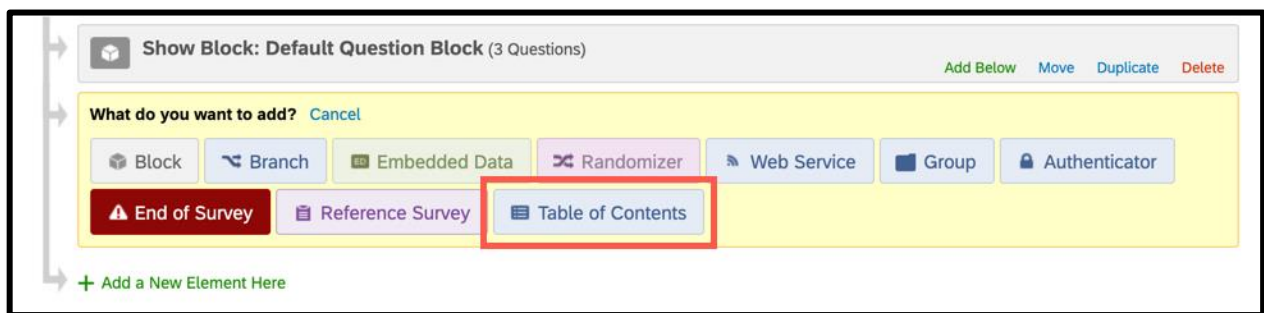 Show Block: Default Question Block (3 Questions)
Add Below Move Duplicate Delete
What do you want to add? Cancel
Block Branch ED Embedded Data Randomizer Web Service Group Authenticator
End of Survey Reference Survey Table of Contents
+ Add a New Element Here